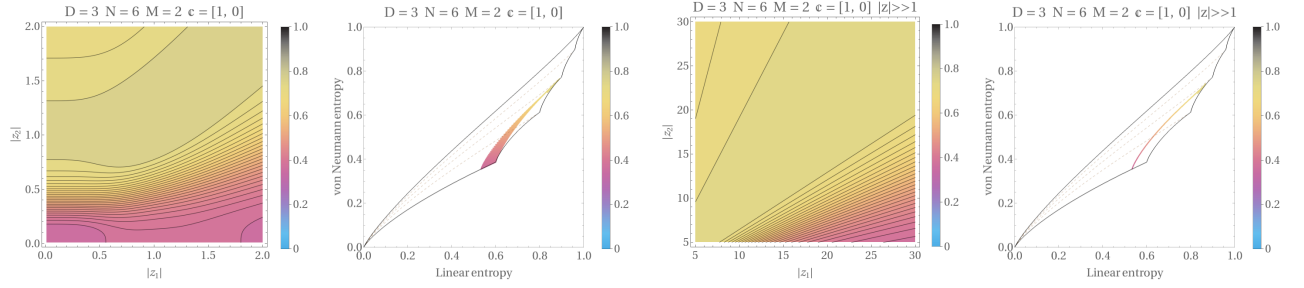 D = 3 N = 6 M = 2 𝖈 = [1, 0]
2.0
1.5
1.0
0.5
0.0
|z₂|
0.0 0.5 1.0 1.5 2.0
|z₁|
1.0
0.8
0.6
0.4
0.2
0
D = 3 N = 6 M = 2 𝖈 = [1, 0]
1.0
0.8
0.6
0.4
0.2
0.0
von Neumann entropy
0.0 0.2 0.4 0.6 0.8 1.0
Linear entropy
1.0
0.8
0.6
0.4
0.2
0
D = 3 N = 6 M = 2 𝖈 = [1, 0] |z|>>1
30
25
20
15
10
5
|z₂|
5 10 15 20 25 30
|z₁|
1.0
0.8
0.6
0.4
0.2
0
D = 3 N = 6 M = 2 𝖈 = [1, 0] |z|>>1
1.0
0.8
0.6
0.4
0.2
0.0
von Neumann entropy
0.0 0.2 0.4 0.6 0.8 1.0
Linear entropy
1.0
0.8
0.6
0.4
0.2
0